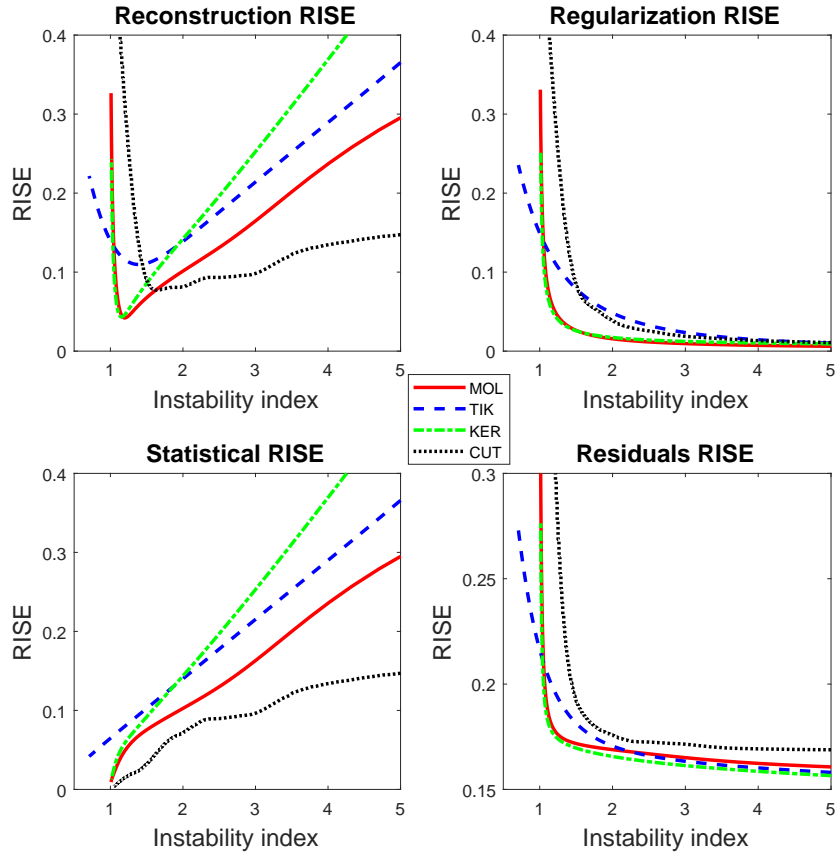 Reconstruction RISE
0.4
0.3
0.2
0.1
0
RISE
1 2 3 4 5
Instability index
Regularization RISE
0.4
0.3
0.2
0.1
0
RISE
1 2 3 4 5
Instability index
MOL
TIK
KER
CUT
Statistical RISE
0.4
0.3
0.2
0.1
0
RISE
1 2 3 4 5
Instability index
Residuals RISE
0.3
0.25
0.2
0.15
RISE
1 2 3 4 5
Instability index